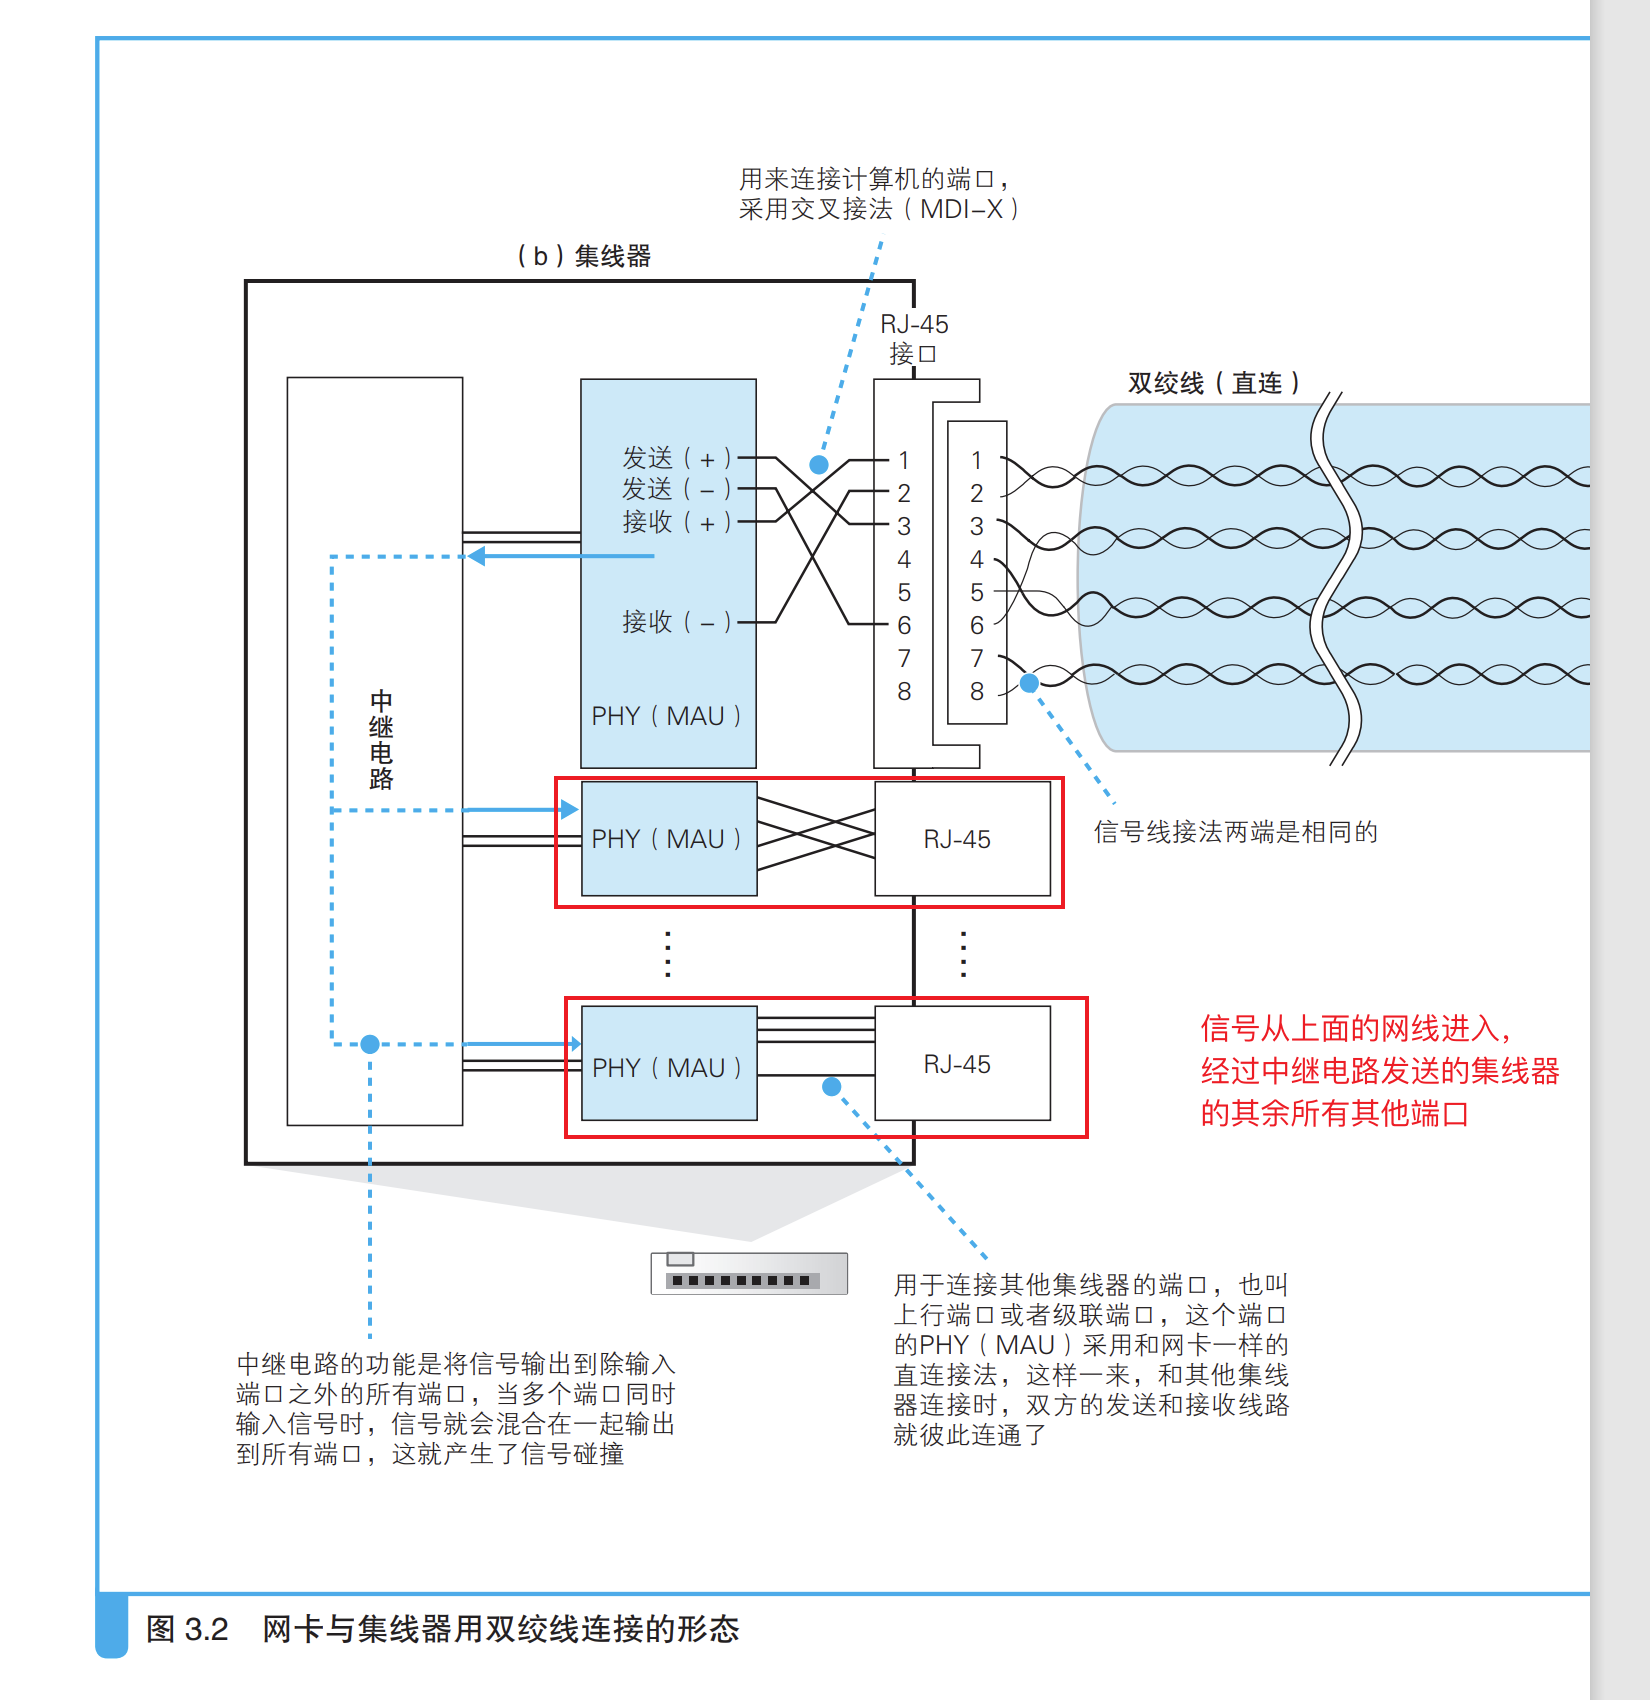 用来连接计算机的端口，
采用交叉接法（MDI-X）
（b）集线器
RJ-45
接口
双绞线（直连）
发送（+）
发送（-）
接收（+）
接收（-）
PHY（MAU）
1
2
3
4
5
6
7
8
1
2
3
4
5
6
7
8
中继电路
PHY（MAU）
RJ-45
信号线接法两端是相同的
PHY（MAU）
RJ-45
信号从上面的网线进入，
经过中继电路发送的集线器
的其余所有其他端口
用于连接其他集线器的端口，也叫
上行端口或者级联端口，这个端口
的PHY（MAU）采用和网卡一样的
直连接法，这样一来，和其他集线
器连接时，双方的发送和接收线路
就彼此连通了
中继电路的功能是将信号输出到除输入
端口之外的所有端口，当多个端口同时
输入信号时，信号就会混合在一起输出
到所有端口，这就产生了信号碰撞
图 3.2 网卡与集线器用双绞线连接的形态